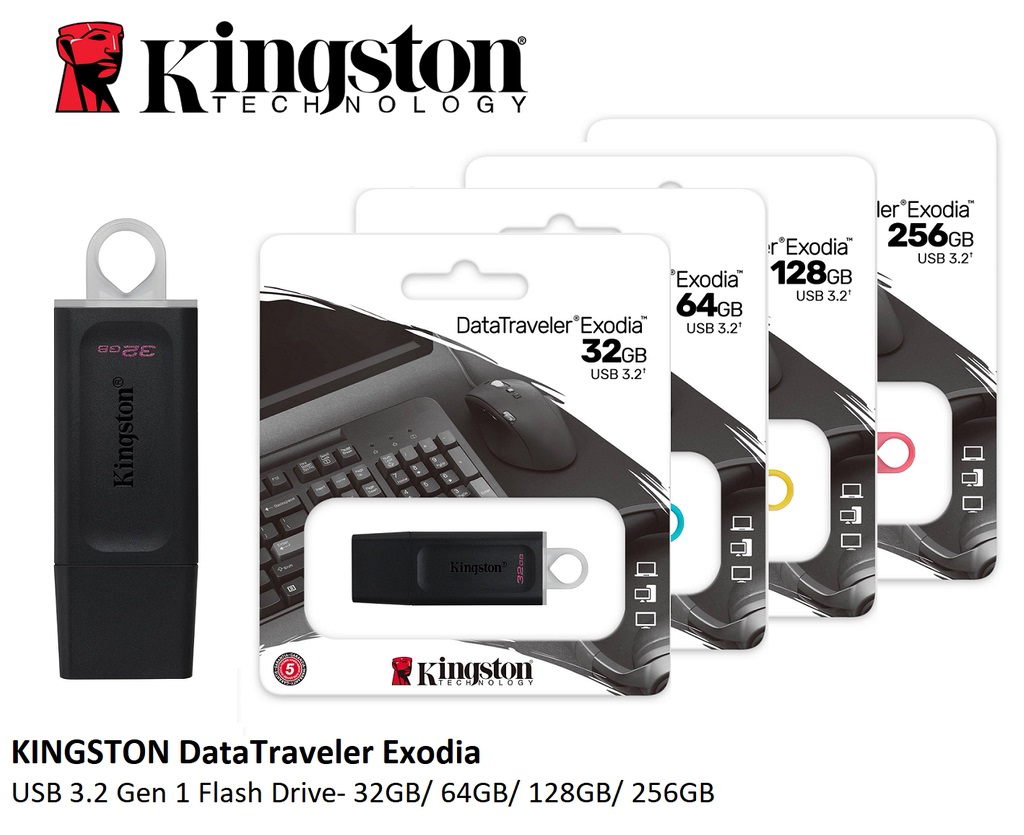 Kingston®
TECHNOLOGY
ler®Exodia™
256GB
USB 3.2†
r®Exodia™
128GB
USB 3.2†
®Exodia™
64GB
USB 3.2†
DataTraveler®Exodia™
32GB
USB 3.2†
32GB
Kingston®
Kingston®
32GB
5
Kingston®
TECHNOLOGY
KINGSTON DataTraveler Exodia
USB 3.2 Gen 1 Flash Drive- 32GB/ 64GB/ 128GB/ 256GB